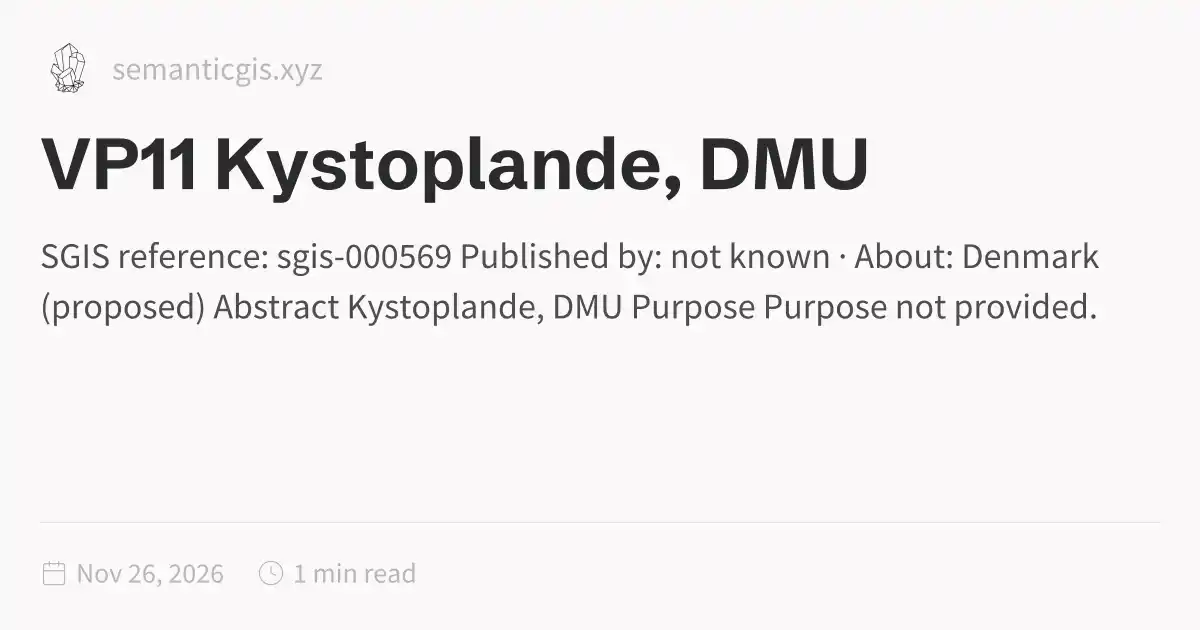 semanticgis.xyz
VP11 Kystoplande, DMU
SGIS reference: sgis-000569 Published by: not known · About: Denmark
(proposed) Abstract Kystoplande, DMU Purpose Purpose not provided.
Nov 26, 2026 1 min read